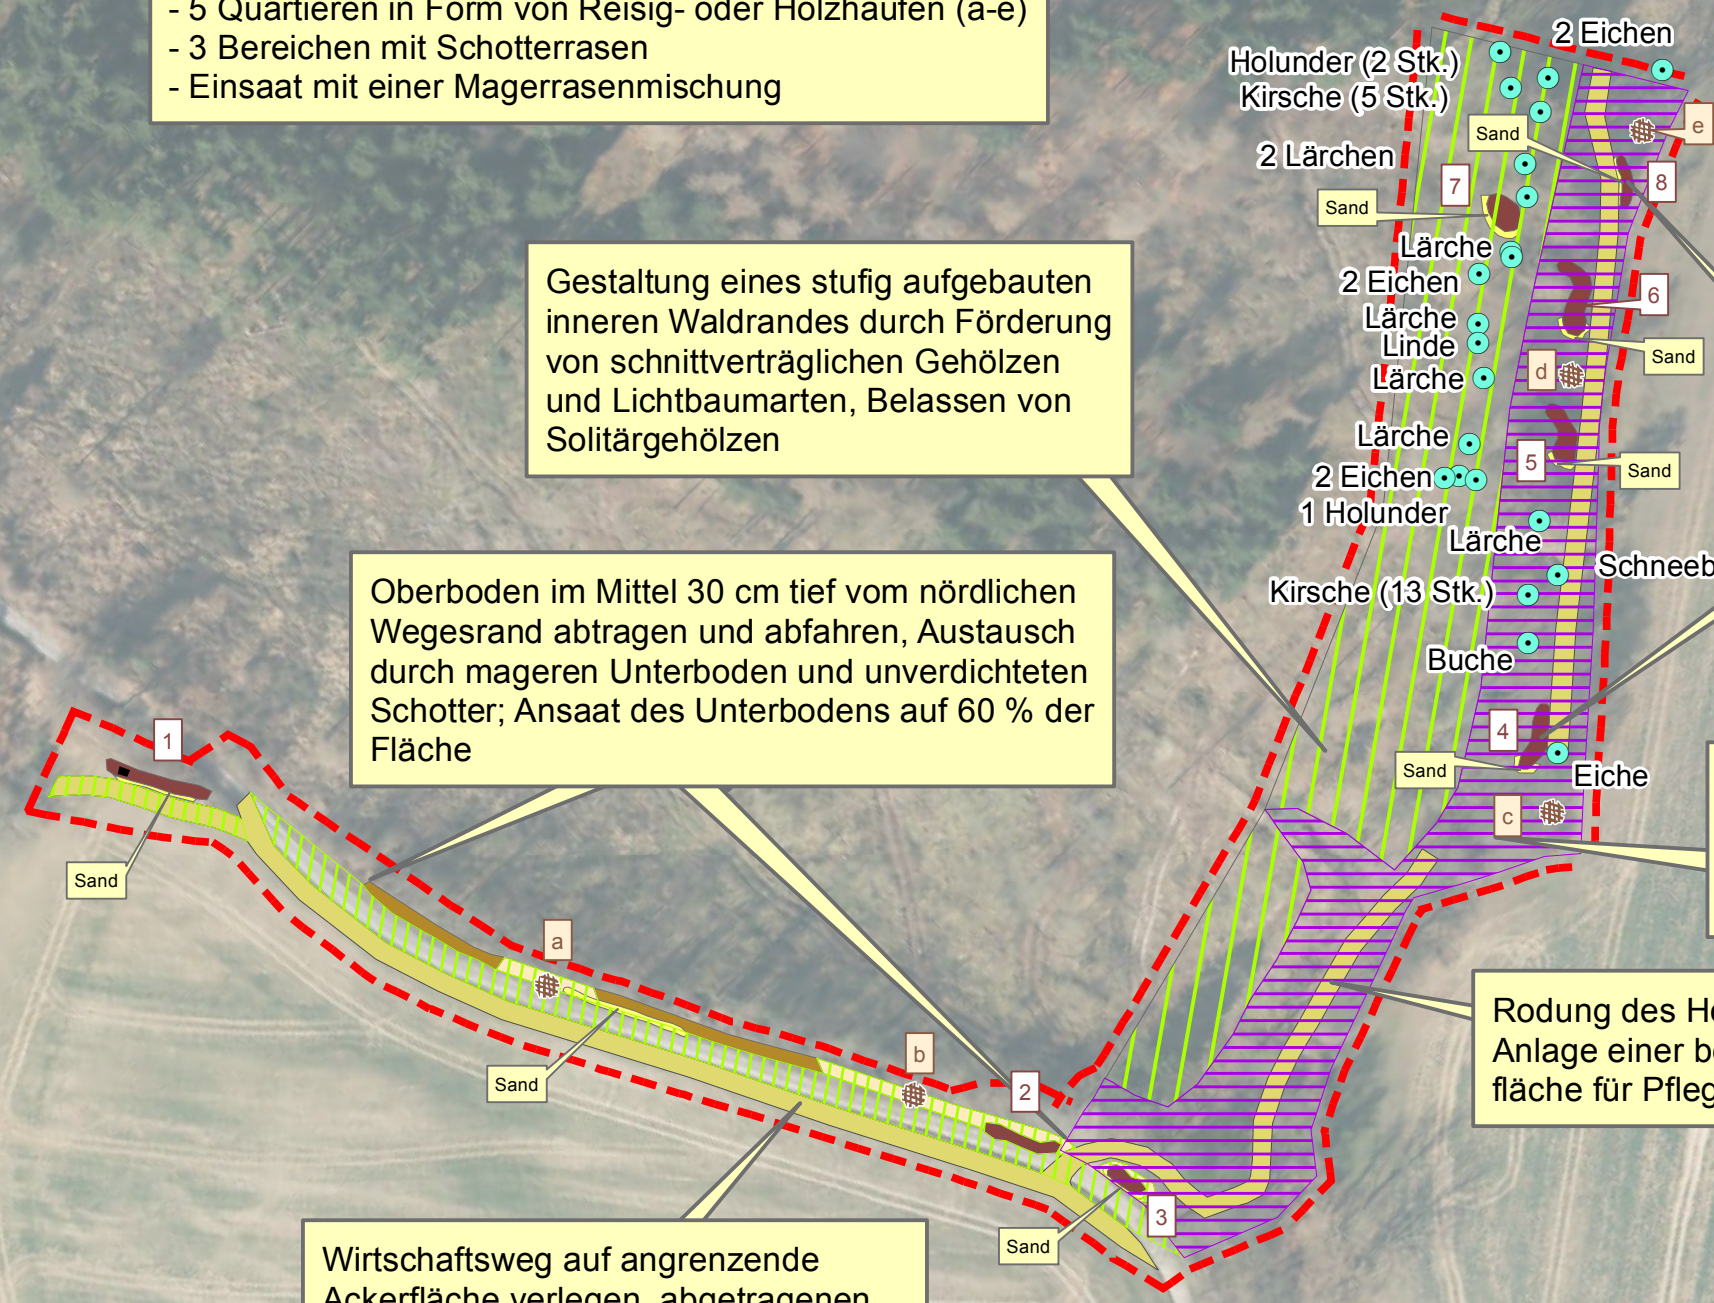 - 5 Quartieren in Form von Reisig- oder Holzhaufen (a-e)
- 3 Bereichen mit Schotterrasen
- Einsaat mit einer Magerrasenmischung
2 Eichen
Holunder (2 Stk.)
Kirsche (5 Stk.)
Sand
e
2 Lärchen
7
8
Sand
Lärche
2 Eichen
6
Lärche
Linde
Sand
d
Lärche
Lärche
5
Sand
2 Eichen
1 Holunder
Lärche
Schneeb
Kirsche (13 Stk.)
Buche
4
Sand
Eiche
c
Gestaltung eines stufig aufgebauten
inneren Waldrandes durch Förderung
von schnittverträglichen Gehölzen
und Lichtbaumarten, Belassen von
Solitärgehölzen
Oberboden im Mittel 30 cm tief vom nördlichen
Wegesrand abtragen und abfahren, Austausch
durch mageren Unterboden und unverdichteten
Schotter; Ansaat des Unterbodens auf 60 % der
Fläche
1
Sand
a
Sand
b
2
3
Sand
Rodung des H
Anlage einer b
fläche für Pfleg
Wirtschaftsweg auf angrenzende
Ackerfläche verlegen, abgetragenen